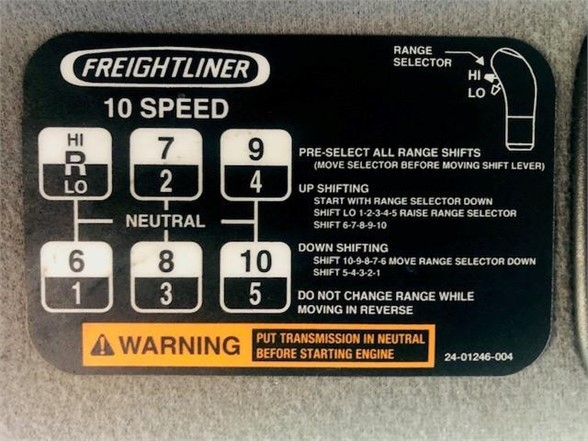 FREIGHTLINER
10 SPEED
RANGE
SELECTOR
HI
LO
HI
R
LO
7
2
9
4
NEUTRAL
6
1
8
3
10
5
PRE-SELECT ALL RANGE SHIFTS
(MOVE SELECTOR BEFORE MOVING SHIFT LEVER)
UP SHIFTING
START WITH RANGE SELECTOR DOWN
SHIFT LO 1-2-3-4-5 RAISE RANGE SELECTOR
SHIFT 6-7-8-9-10
DOWN SHIFTING
SHIFT 10-9-8-7-6 MOVE RANGE SELECTOR DOWN
SHIFT 5-4-3-2-1
DO NOT CHANGE RANGE WHILE
MOVING IN REVERSE
WARNING
PUT TRANSMISSION IN NEUTRAL
BEFORE STARTING ENGINE
24-01246-004